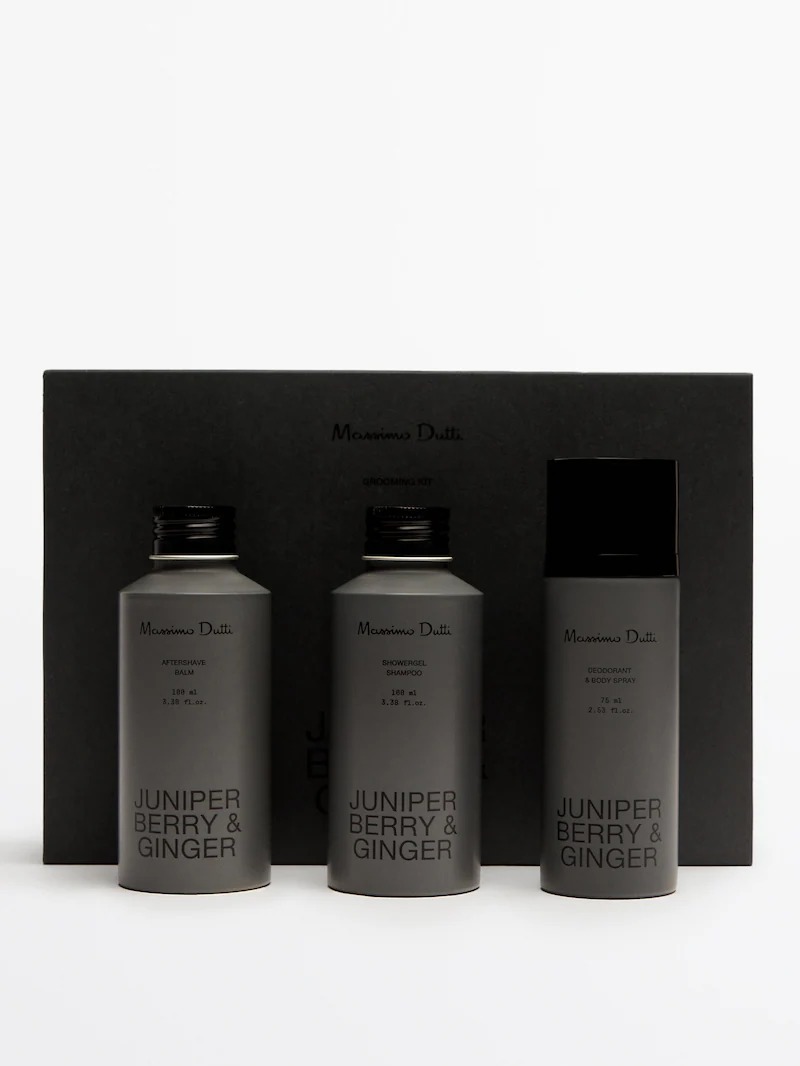 Massimo Dutti
GROOMING KIT
Massimo Dutti
AFTERSHAVE
BALM
100 ml
3.38 fl.oz.
JUNIPER
BERRY &
GINGER
Massimo Dutti
SHOWERGEL
SHAMPOO
100 ml
3.38 fl.oz.
JUNIPER
BERRY &
GINGER
Massimo Dutti
DEODORANT
& BODY SPRAY
75 ml
2.53 fl.oz.
JUNIPER
BERRY &
GINGER